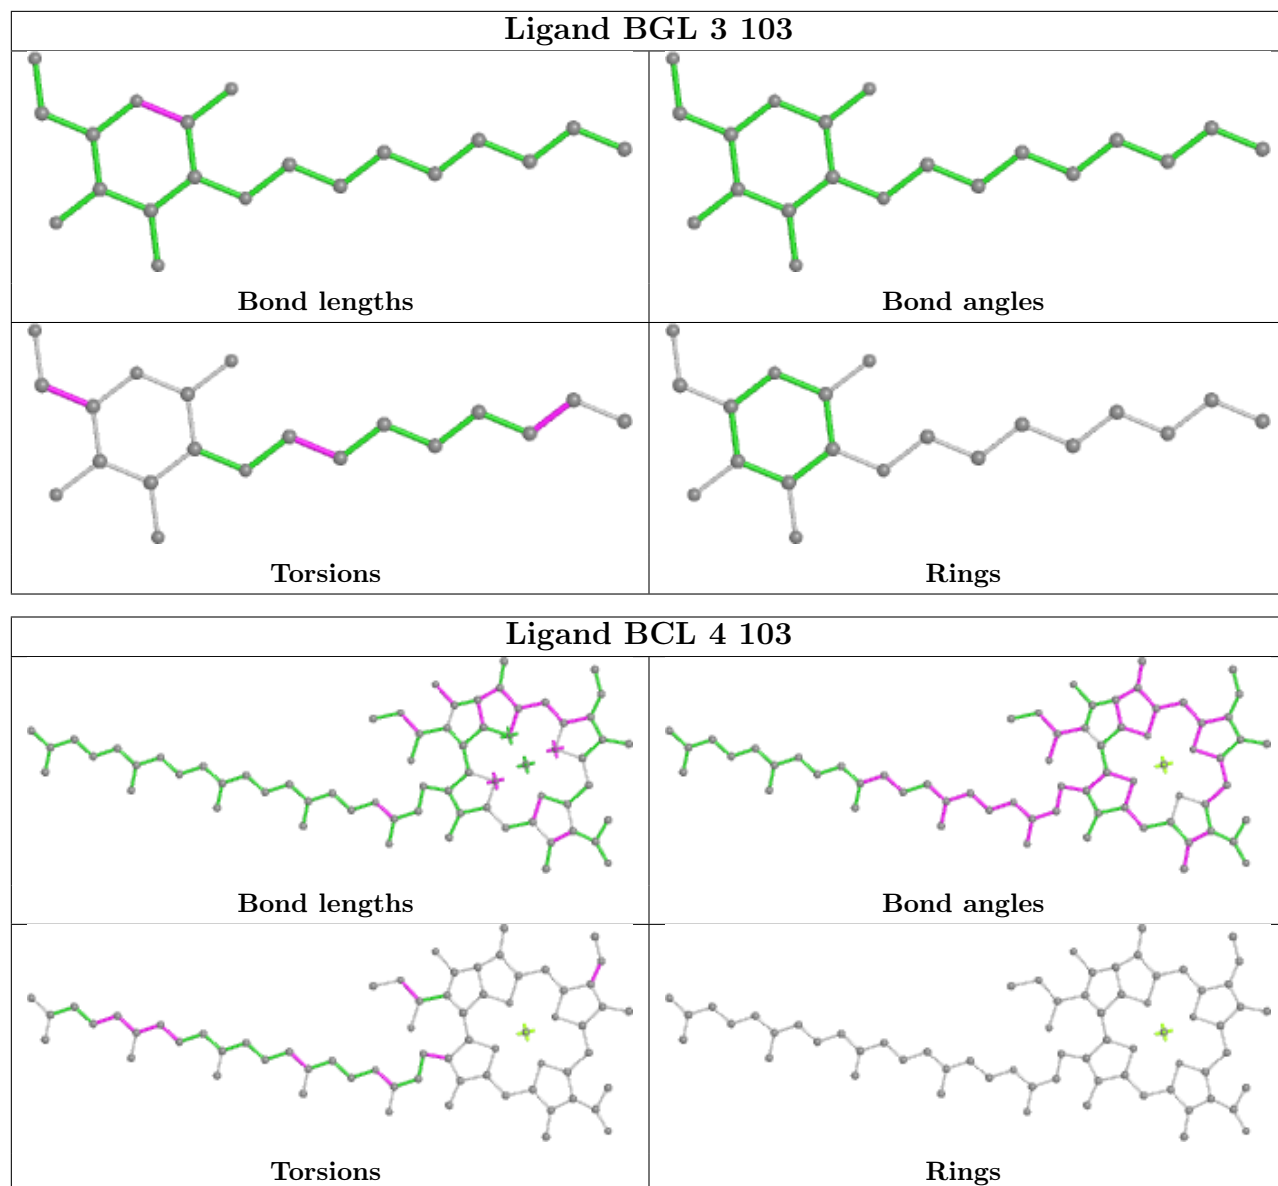 Ligand BGL 3 103
Bond lengths
Bond angles
Torsions
Rings
Ligand BCL 4 103
Bond lengths
Bond angles
Torsions
Rings